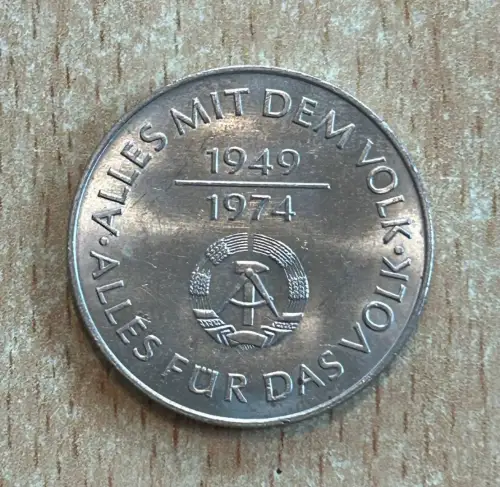 ALLES MIT DEM VOLK ·
1949
1974
ALLES FÜR DAS VOLK ·